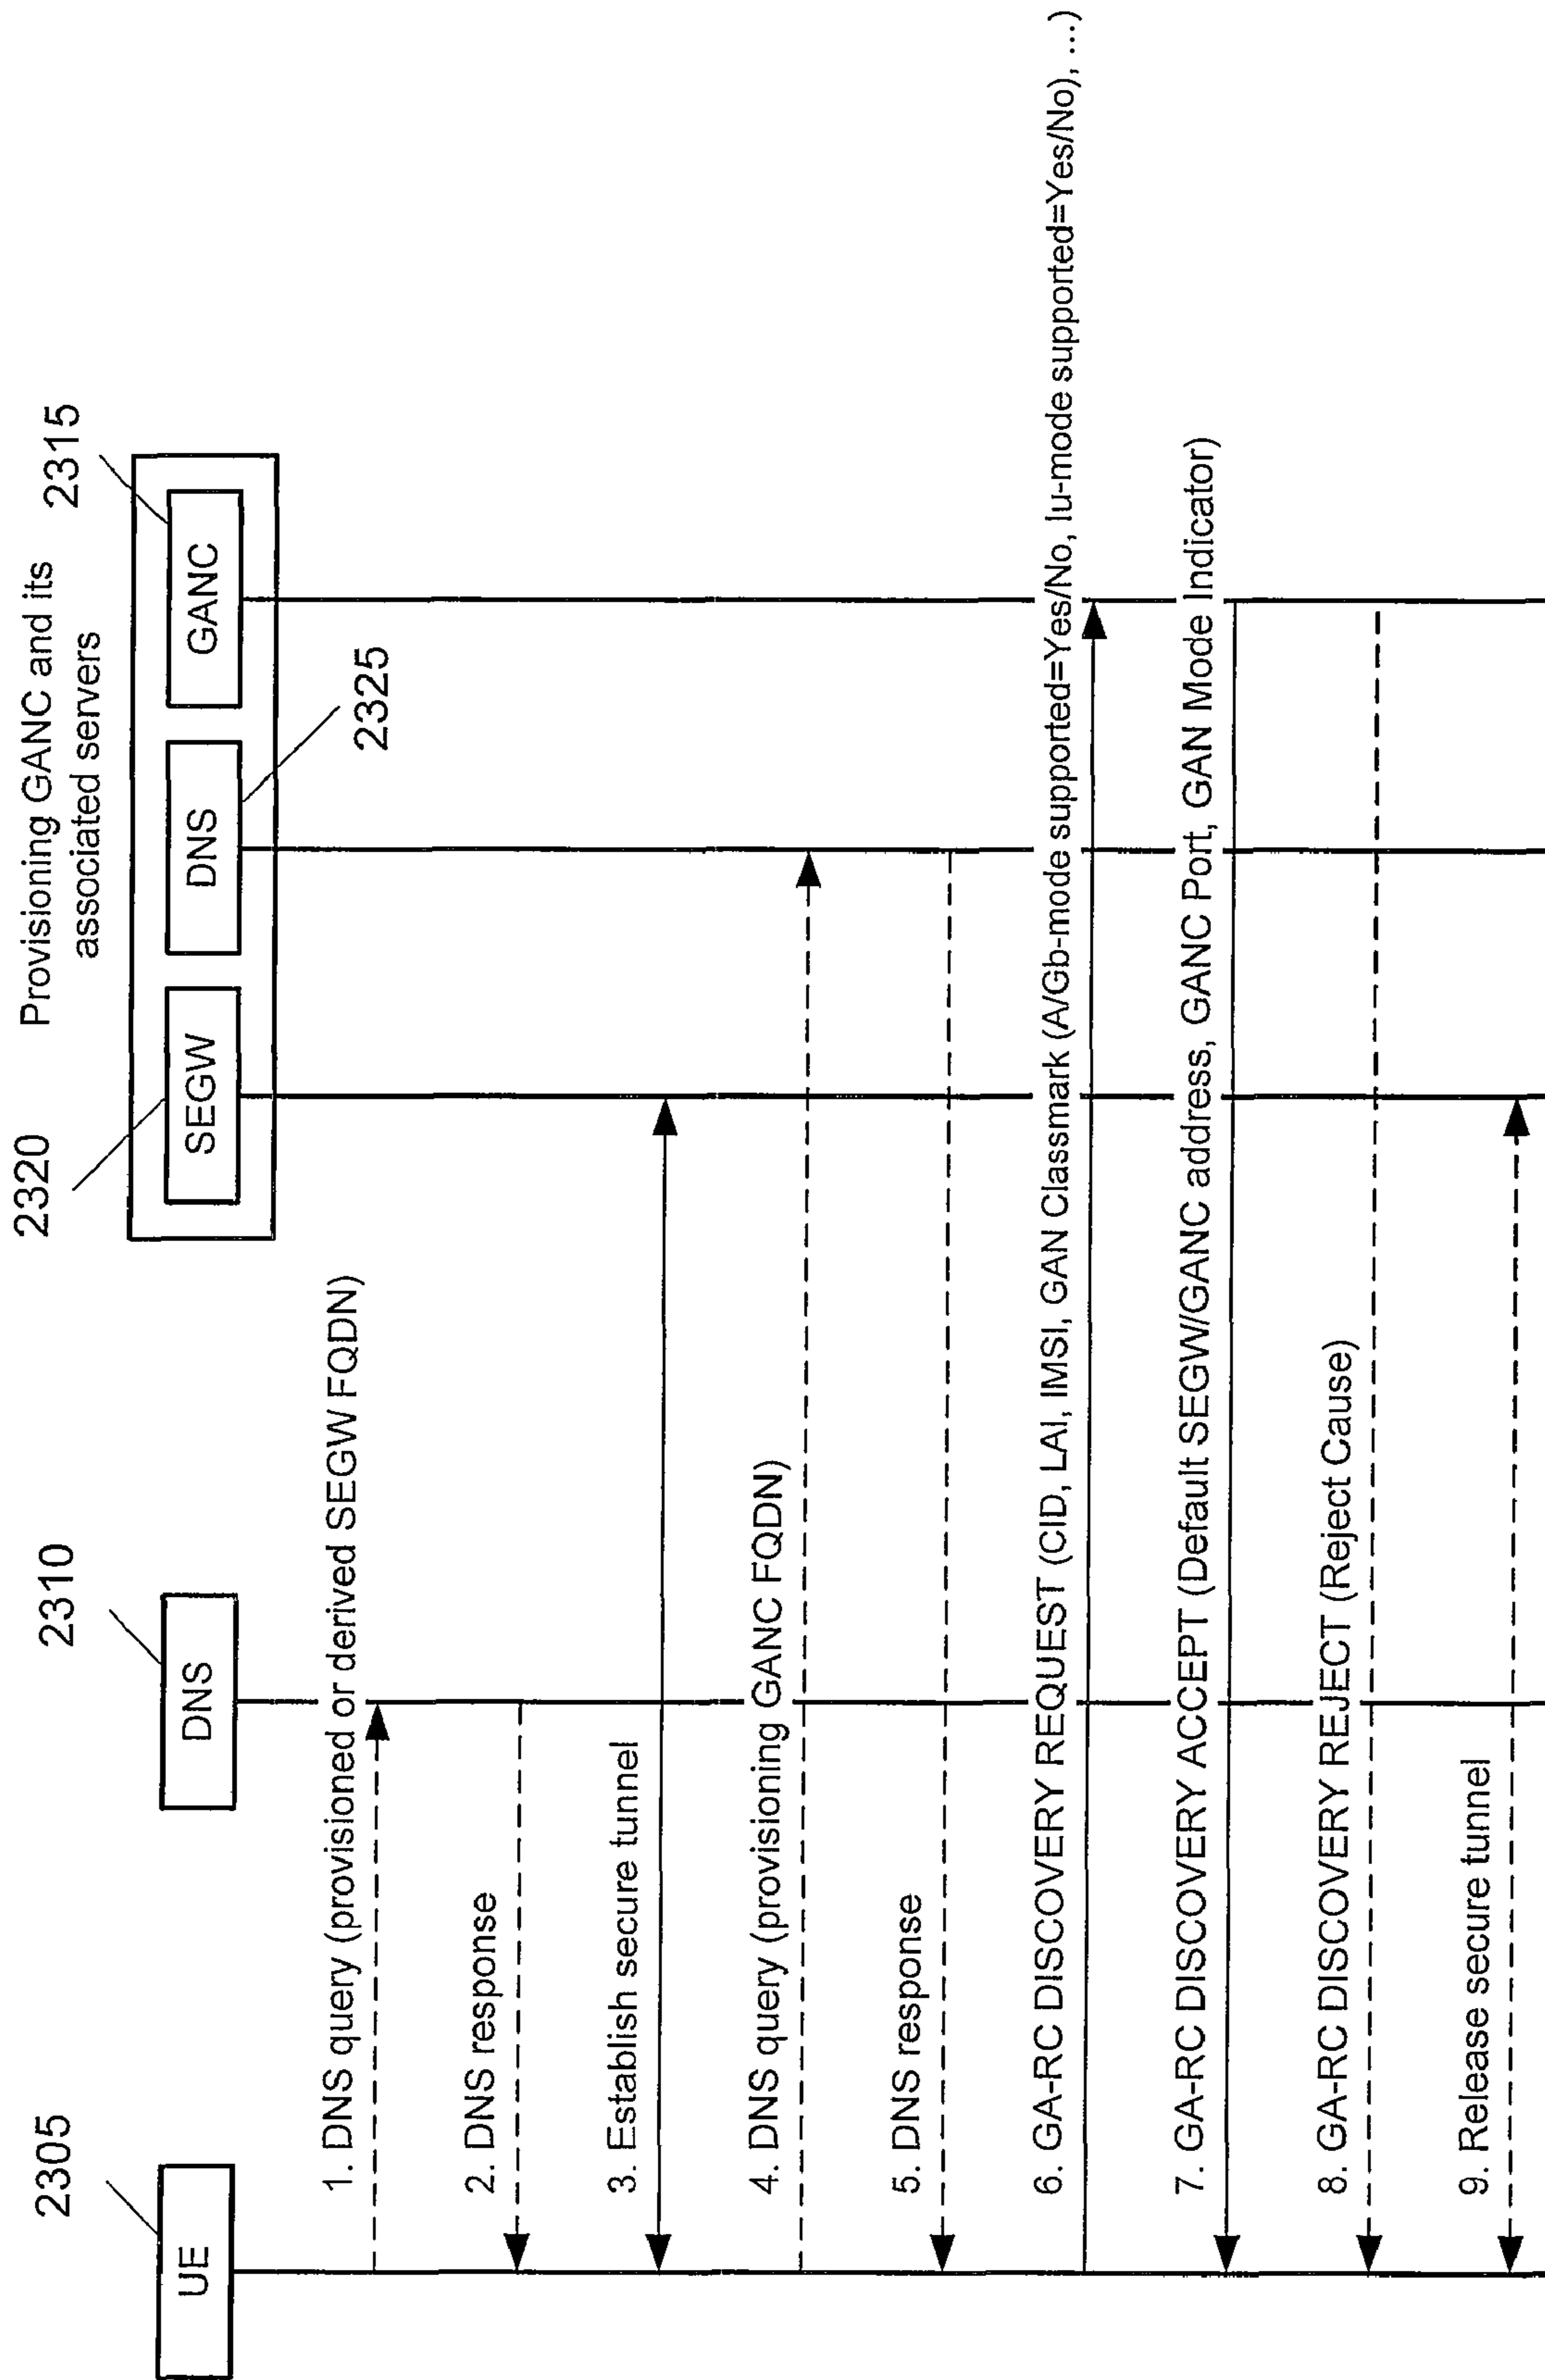 Provisioning GANC and its
associated servers
2305
2310
2320
2325
2315
UE
DNS
SEGW
DNS
GANC
1. DNS query (provisioned or derived SEGW FQDN)
2. DNS response
3. Establish secure tunnel
4. DNS query (provisioning GANC FQDN)
5. DNS response
6. GA-RC DISCOVERY REQUEST (CID, LAI, IMSI, GAN Classmark (A/Gb-mode supported=Yes/No, Iu-mode supported=Yes/No), ...)
7. GA-RC DISCOVERY ACCEPT (Default SEGW/GANC address, GANC Port, GAN Mode Indicator)
8. GA-RC DISCOVERY REJECT (Reject Cause)
9. Release secure tunnel